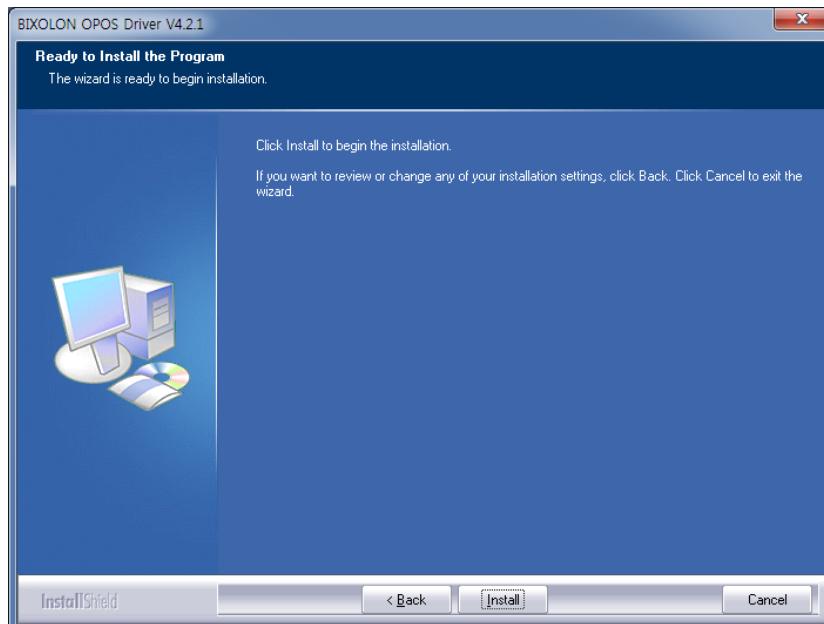 BIXOLON OPOS Driver V4.2.1
Ready to Install the Program
The wizard is ready to begin installation.
Click Install to begin the installation.
If you want to review or change any of your installation settings, click Back. Click Cancel to exit the
wizard.
InstallShield
< Back
Install
Cancel